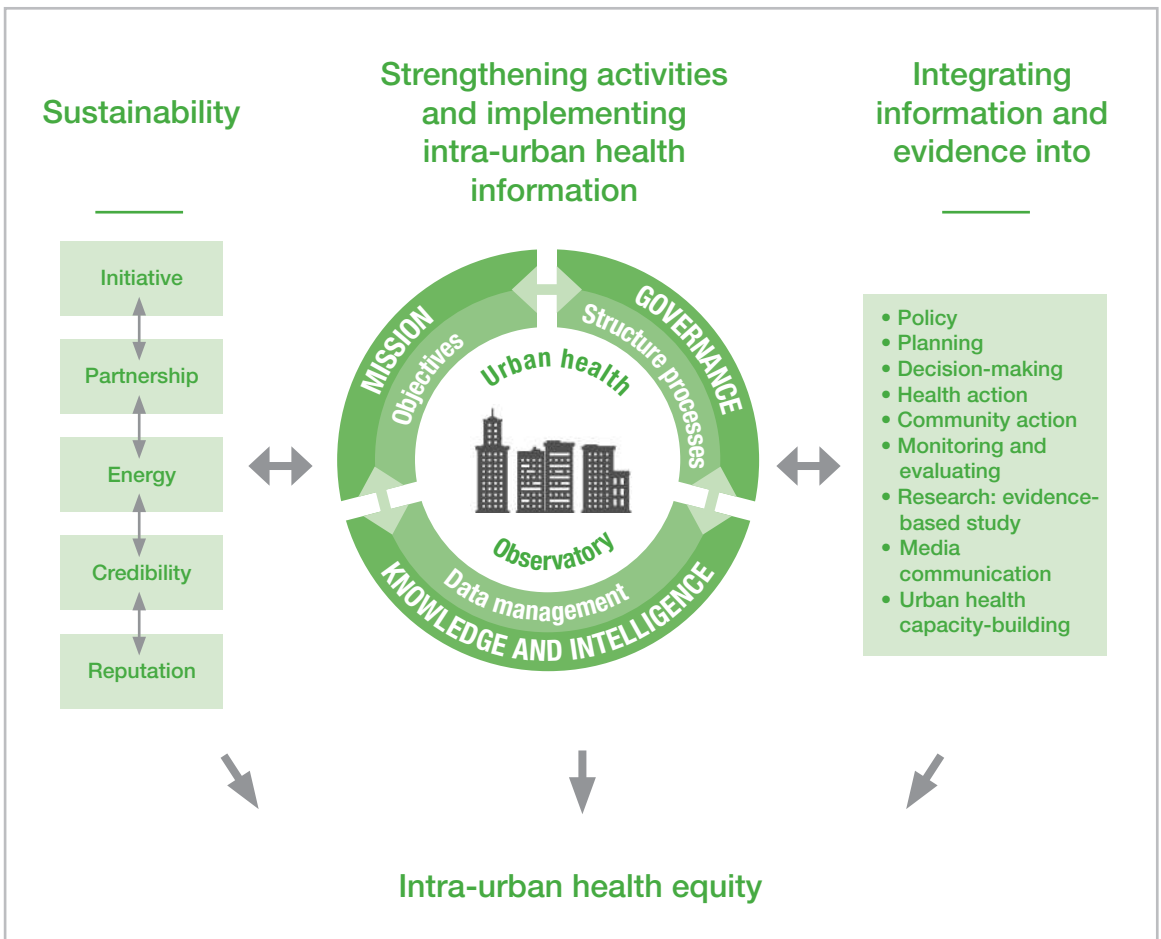 Sustainability
Initiative
Partnership
Energy
Credibility
Reputation
Strengthening activities
and implementing
intra-urban health
information
MISSION
Objectives
GOVERNANCE
Structure processes
Urban health
Observatory
Data management
KNOWLEDGE AND INTELLIGENCE
Integrating
information and
evidence into
• Policy
• Planning
• Decision-making
• Health action
• Community action
• Monitoring and
evaluating
• Research: evidence-
based study
• Media
communication
• Urban health
capacity-building
Intra-urban health equity